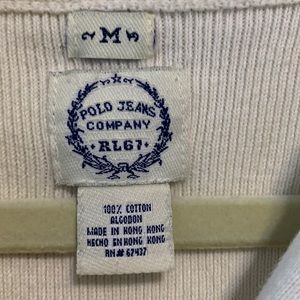 M
POLO JEANS
COMPANY
RL67
100% COTTON
ALGODON
MADE IN HONG KONG
HECHO EN HONG KONG
RN# 67437